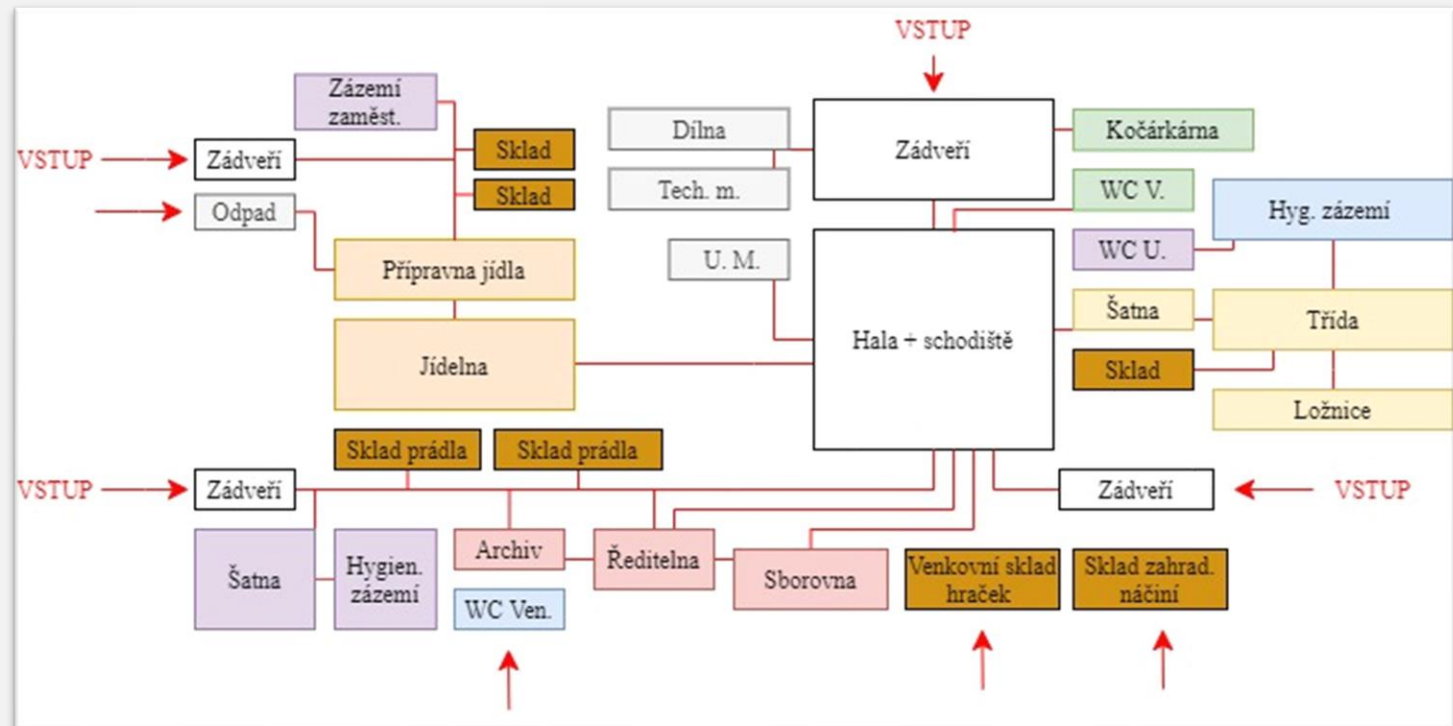 VSTUP
Zázemí
zaměst.
Dílna
Zádveří
Kočárkárna
VSTUP
Zádveří
Sklad
Tech. m.
WC V.
Sklad
Odpad
Hyg. zázemí
WC U.
U. M.
Přípravna jídla
Šatna
Třída
Hala + schodiště
Jídelna
Sklad
Ložnice
Sklad prádla
Sklad prádla
VSTUP
Zádveří
Zádveří
VSTUP
Šatna
Hygien.
zázemí
Archiv
Ředitelna
Sborovna
Venkovní sklad
hraček
Sklad zahrad.
náčiní
WC Ven.